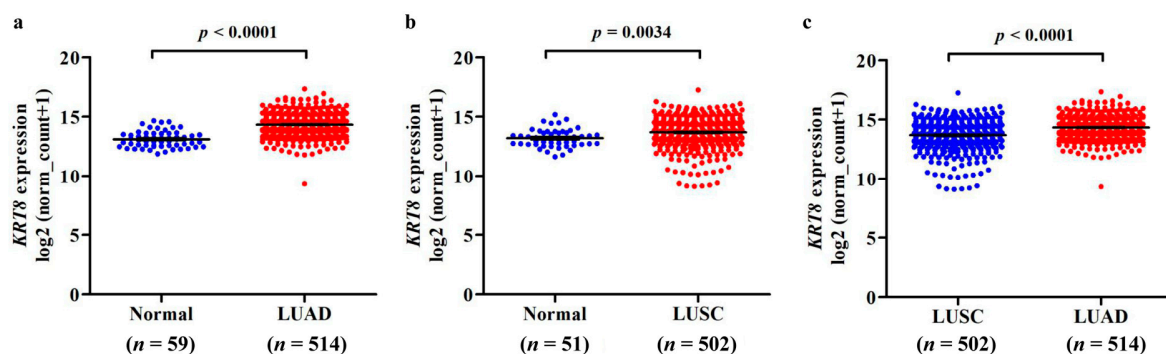 a
p < 0.0001
KRT8 expression
log2 (norm_count+1)
20
15
10
5
0
Normal
LUAD
(n = 59)
(n = 514)
b
p = 0.0034
KRT8 expression
log2 (norm_count+1)
20
15
10
5
0
Normal
LUSC
(n = 51)
(n = 502)
c
p < 0.0001
KRT8 expression
log2 (norm_count+1)
20
15
10
5
0
LUSC
LUAD
(n = 502)
(n = 514)